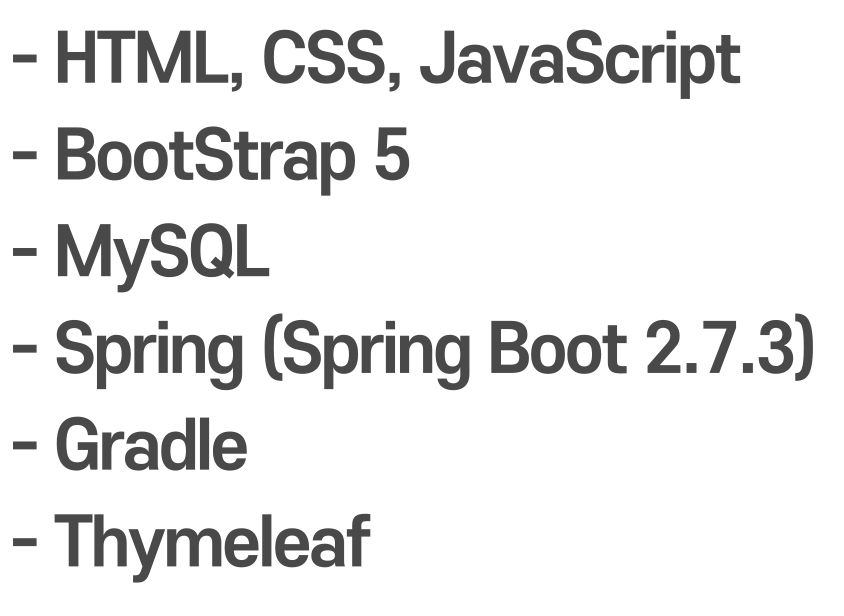 - HTML, CSS, JavaScript
- BootStrap 5
- MySQL
- Spring (Spring Boot 2.7.3)
- Gradle
- Thymeleaf